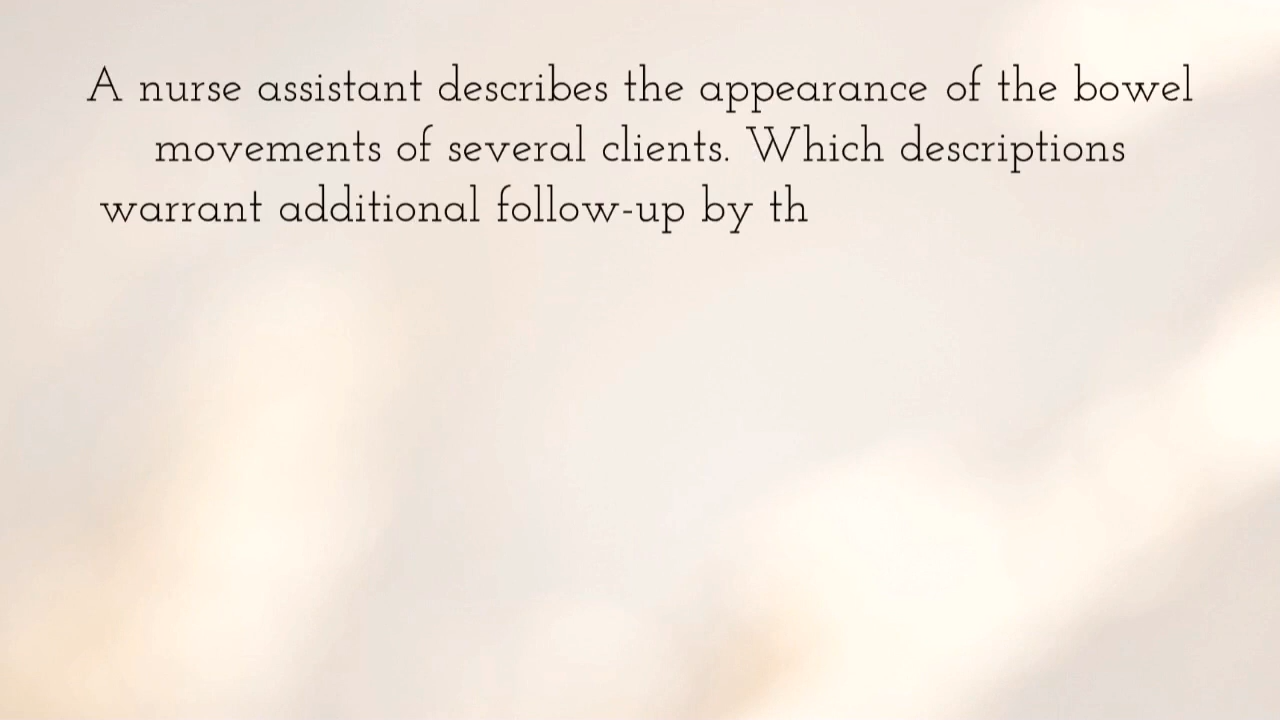 A nurse assistant describes the appearance of the bowel
movements of several clients. Which descriptions
warrant additional follow-up by th